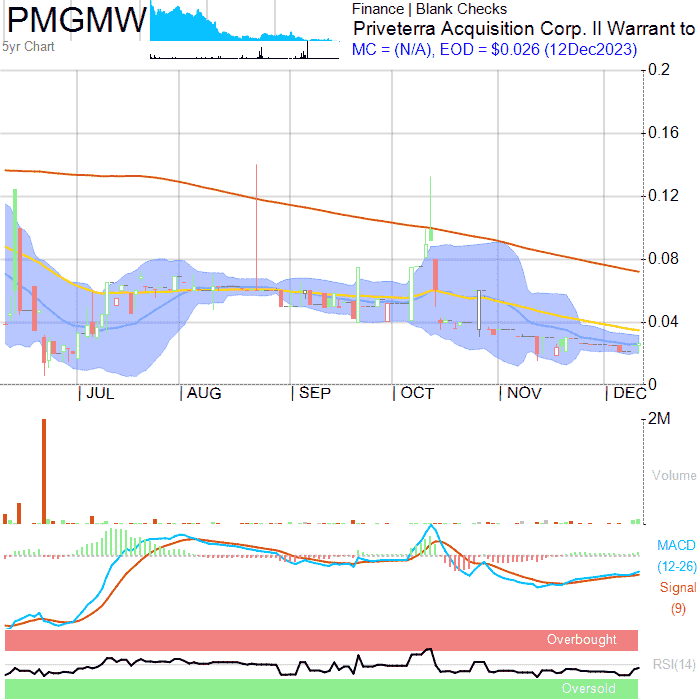 PMGMW
5yr Chart
Finance | Blank Checks
Priveterra Acquisition Corp. II Warrant to
MC = (N/A), EOD = $0.026 (12Dec2023)
0.2
0.16
0.12
0.08
0.04
0
JUL AUG SEP OCT NOV DEC
2M
Volume
MACD
(12-26)
Signal
(9)
Overbought
RSI(14)
Oversold